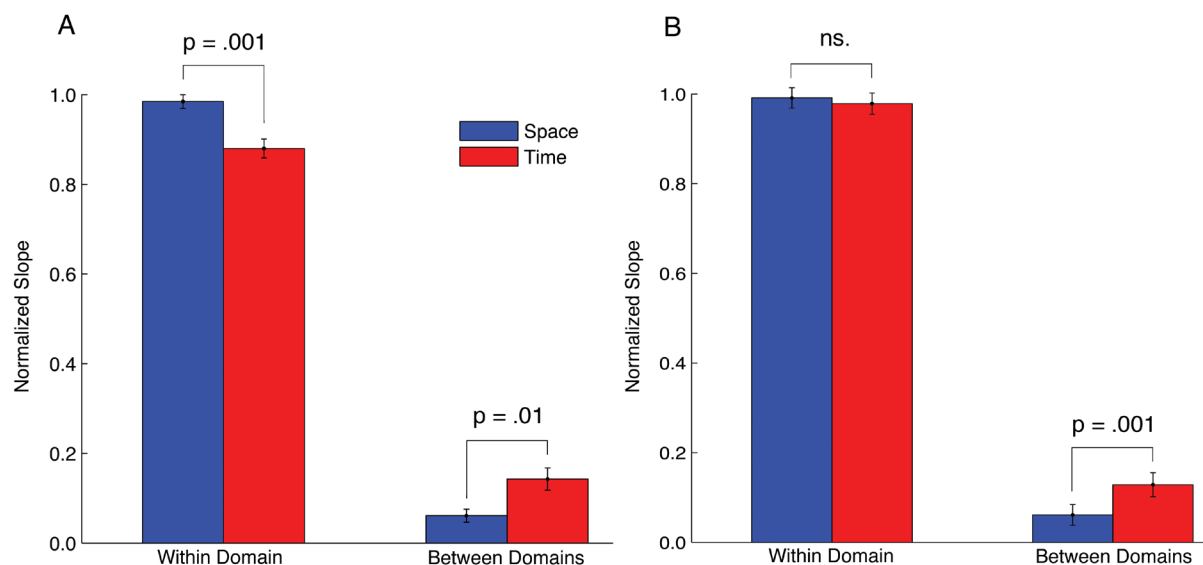 A
p = .001
1.0
0.8
0.6
0.4
0.2
0.0
Normalized Slope
Space
Time
p = .01
Within Domain
Between Domains
B
ns.
1.0
0.8
0.6
0.4
0.2
0.0
Normalized Slope
p = .001
Within Domain
Between Domains